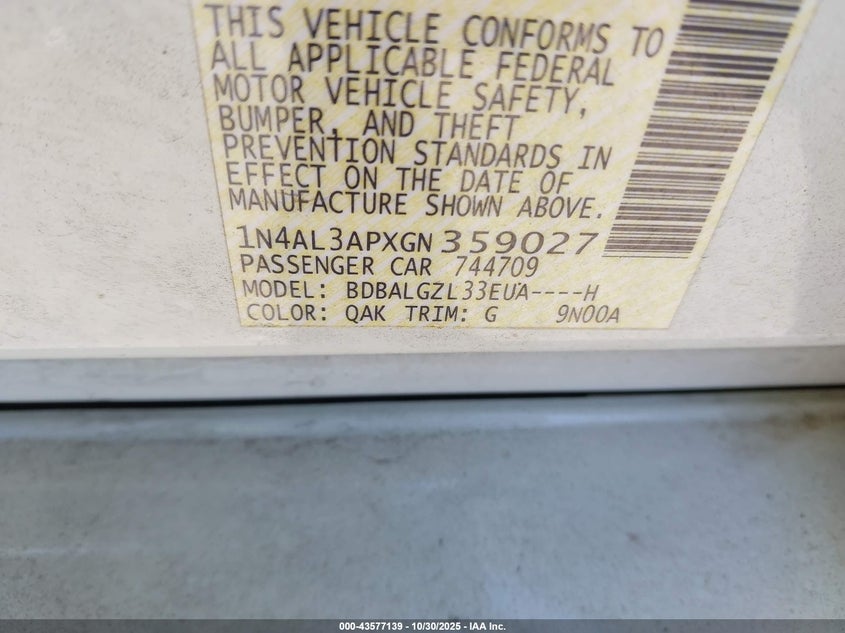 THIS VEHICLE CONFORMS TO
ALL APPLICABLE FEDERAL
MOTOR VEHICLE SAFETY,
BUMPER, AND THEFT
PREVENTION STANDARDS IN
EFFECT ON THE DATE OF
MANUFACTURE SHOWN ABOVE.
1N4AL3APXGN359027
PASSENGER CAR 744709
MODEL: BDBALGZL33EUA----H
COLOR: QAK TRIM: G 9N00A
000-43577139 - 10/30/2025 - IAA Inc.